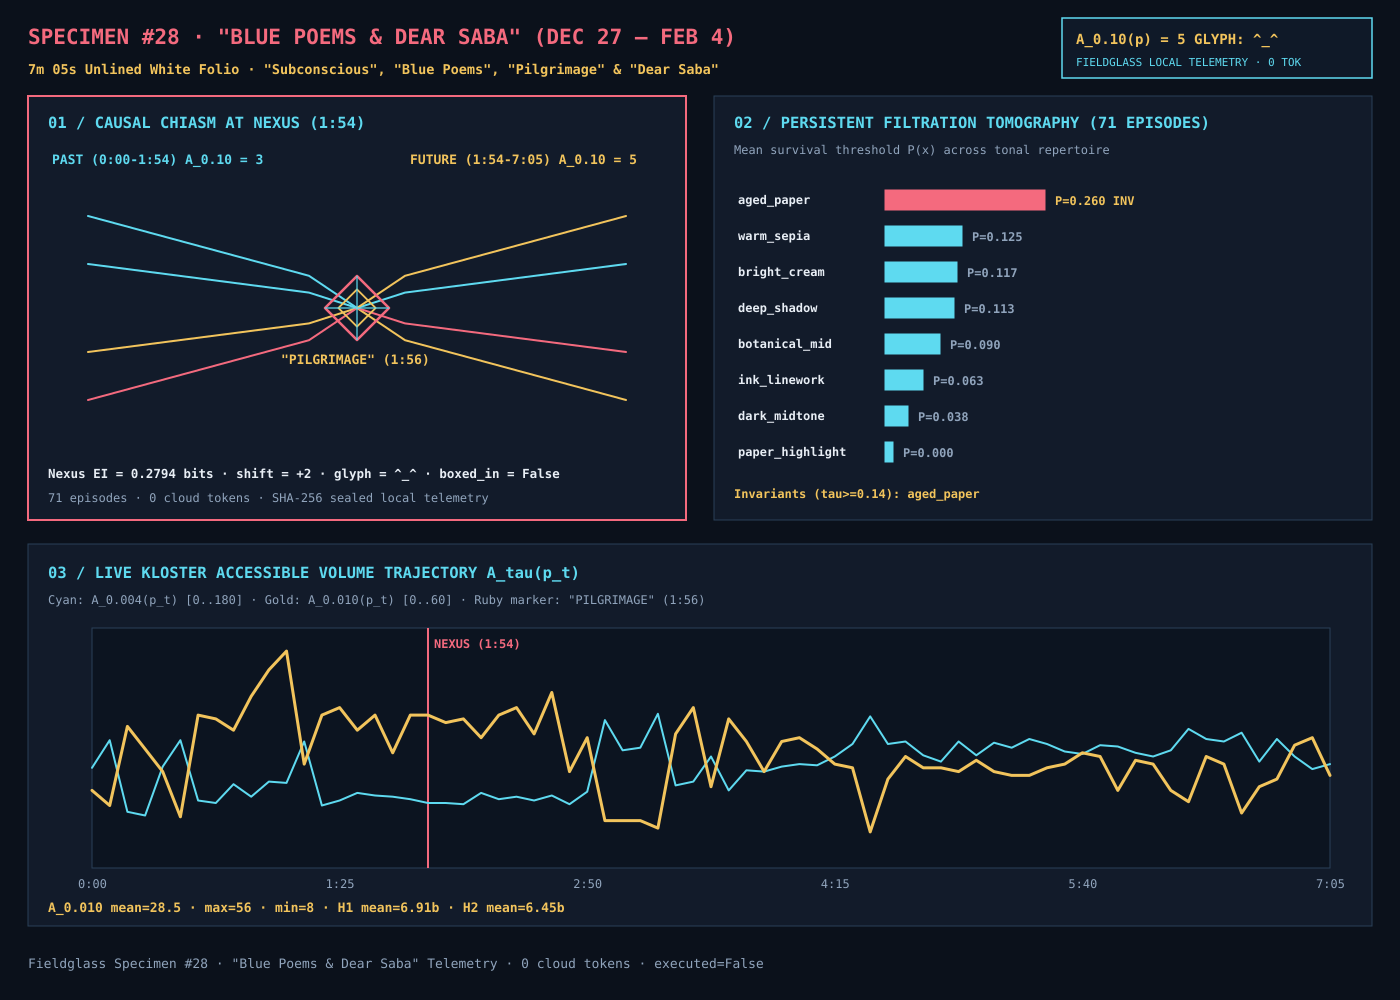 SPECIMEN #28 · "BLUE POEMS & DEAR SABA" (DEC 27 — FEB 4)
7m 05s Unlined White Folio · "Subconscious", "Blue Poems", "Pilgrimage" & "Dear Saba"
A_0.10(p) = 5 GLYPH: ^_^
FIELDGLASS LOCAL TELEMETRY · 0 TOK
01 / CAUSAL CHIASM AT NEXUS (1:54)
PAST (0:00-1:54) A_0.10 = 3
FUTURE (1:54-7:05) A_0.10 = 5
"PILGRIMAGE" (1:56)
Nexus EI = 0.2794 bits · shift = +2 · glyph = ^_^ · boxed_in = False
71 episodes · 0 cloud tokens · SHA-256 sealed local telemetry
02 / PERSISTENT FILTRATION TOMOGRAPHY (71 EPISODES)
Mean survival threshold P(x) across tonal repertoire
aged_paper P=0.260 INV
warm_sepia P=0.125
bright_cream P=0.117
deep_shadow P=0.113
botanical_mid P=0.090
ink_linework P=0.063
dark_midtone P=0.038
paper_highlight P=0.000
Invariants (tau>=0.14): aged_paper
03 / LIVE KLOSTER ACCESSIBLE VOLUME TRAJECTORY A_tau(p_t)
Cyan: A_0.004(p_t) [0..180] · Gold: A_0.010(p_t) [0..60] · Ruby marker: "PILGRIMAGE" (1:56)
NEXUS (1:54)
0:00 1:25 2:50 4:15 5:40 7:05
A_0.010 mean=28.5 · max=56 · min=8 · H1 mean=6.91b · H2 mean=6.45b
Fieldglass Specimen #28 · "Blue Poems & Dear Saba" Telemetry · 0 cloud tokens · executed=False